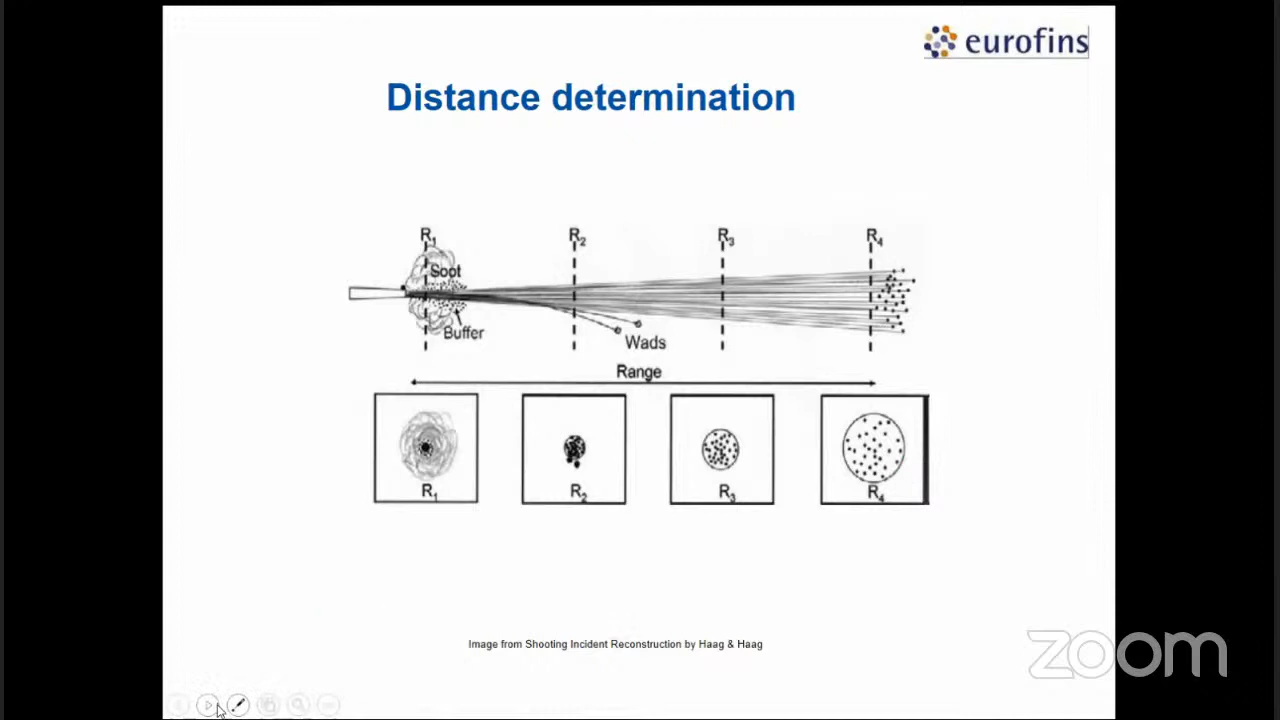 eurofins
Distance determination
R1 R2 R3 R4
Soot
Buffer
Wads
Range
R1 R2 R3 R4
Image from Shooting Incident Reconstruction by Haag & Haag
zoom